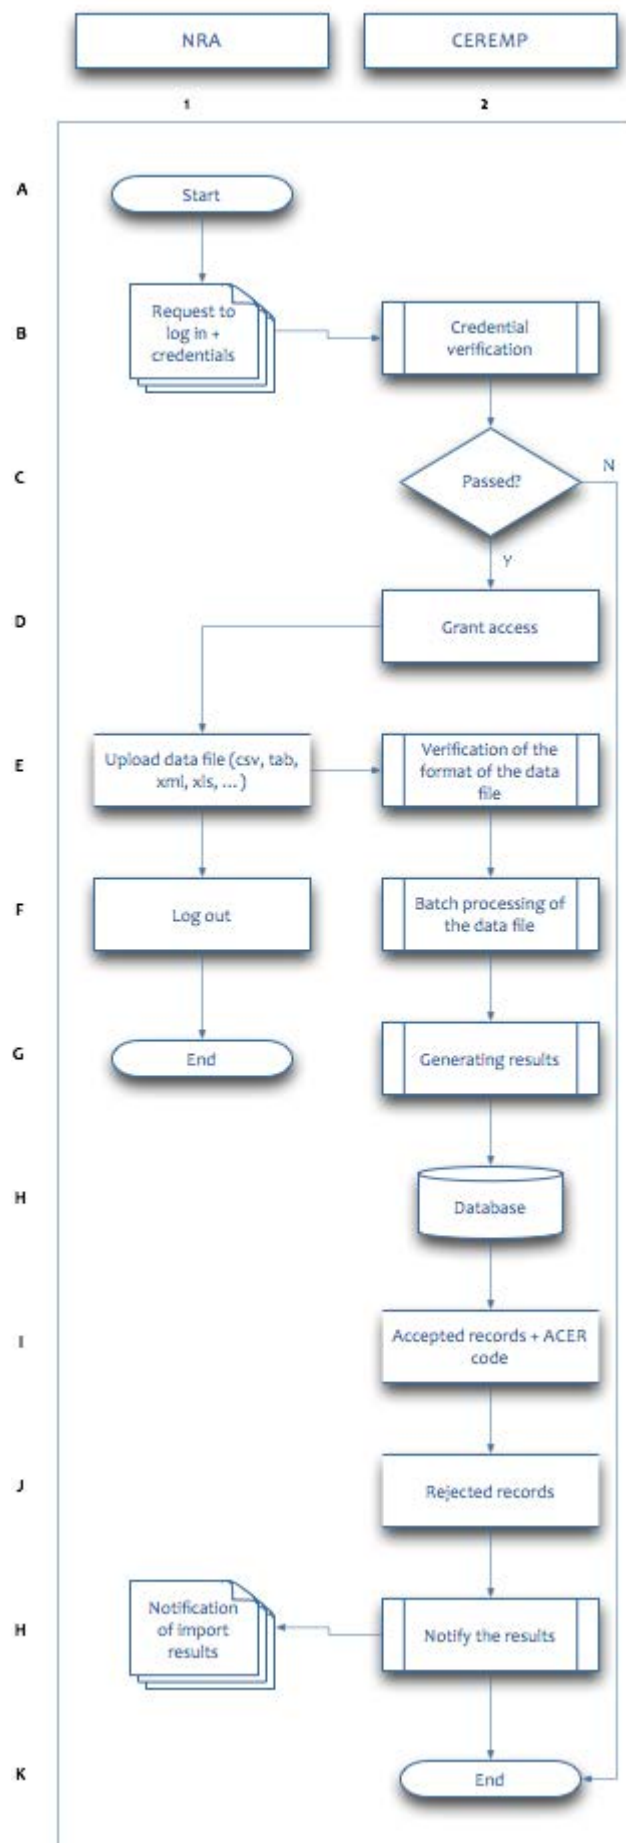 NRA
CEREMP
1
2
A
Start
B
Request to
log in +
credentials
Credential
verification
C
Passed?
N
Y
D
Grant access
E
Upload data file (csv, tab,
xml, xls, ...)
Verification of the
format of the data
file
F
Log out
Batch processing of
the data file
G
End
Generating results
H
Database
I
Accepted records + ACER
code
J
Rejected records
H
Notification
of import
results
Notify the results
K
End